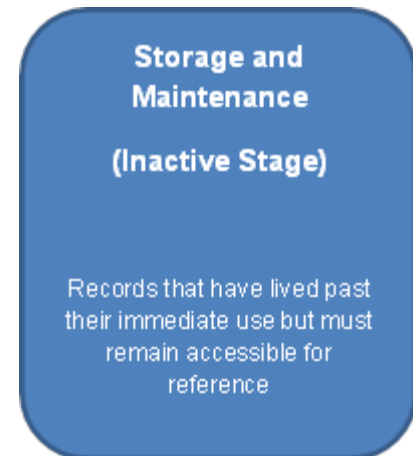 Storage and
Maintenance
(Inactive Stage)
Records that have lived past
their immediate use but must
remain accessible for
reference